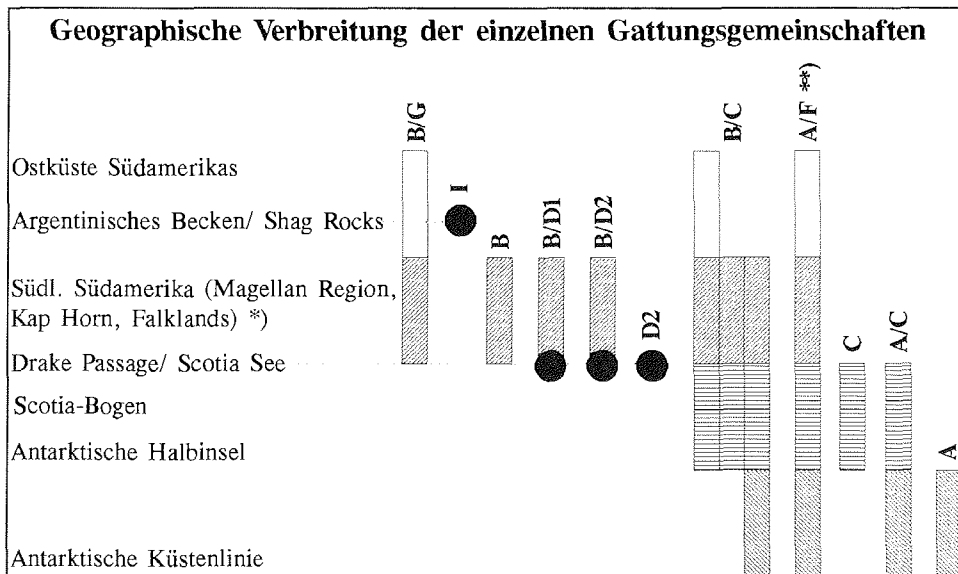 Geographische Verbreitung der einzelnen Gattungsgemeinschaften
B/G
I
B
B/D1
B/D2
D2
B/C
A/F **)
C
A/C
A
Ostküste Südamerikas
Argentinisches Becken/ Shag Rocks
Südl. Südamerika (Magellan Region,
Kap Horn, Falklands) *)
Drake Passage/ Scotia See
Scotia-Bogen
Antarktische Halbinsel
Antarktische Küstenlinie